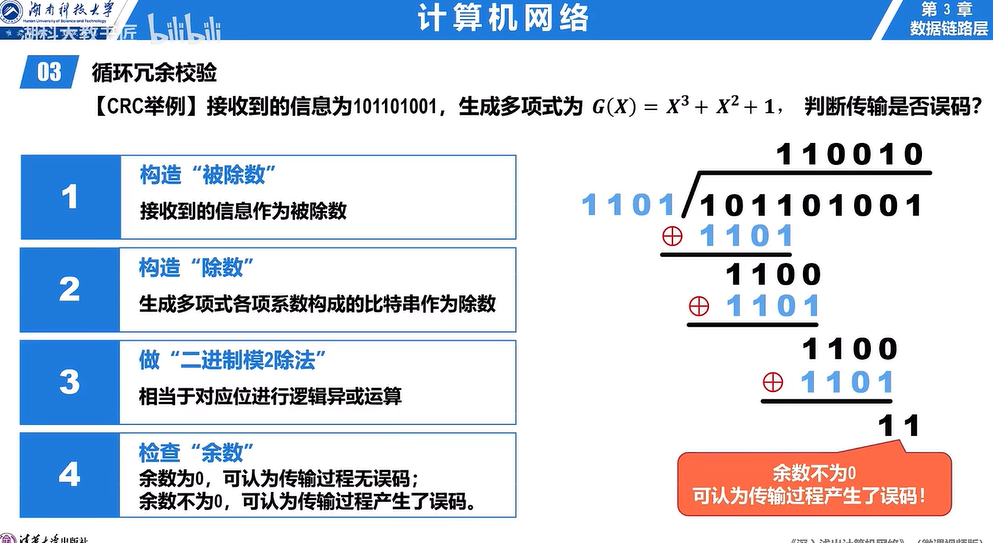 湖南科技大学
Hunan University of Science and Technology
湖科大教书匠 bilibili
计算机网络
第 3 章
数据链路层
03 循环冗余校验
【CRC举例】接收到的信息为101101001，生成多项式为 G(X) = X³ + X² + 1， 判断传输是否误码？
1 构造“被除数”
接收到的信息作为被除数
2 构造“除数”
生成多项式各项系数构成的比特串作为除数
3 做“二进制模2除法”
相当于对应位进行逻辑异或运算
4 检查“余数”
余数为0，可认为传输过程无误码；
余数不为0，可认为传输过程产生了误码。
110010
1101 101101001
⊕ 1101
1100
⊕ 1101
1100
⊕ 1101
11
余数不为0
可认为传输过程产生了误码！
清华大学出版社
《深入浅出计算机网络》（微课视频版）